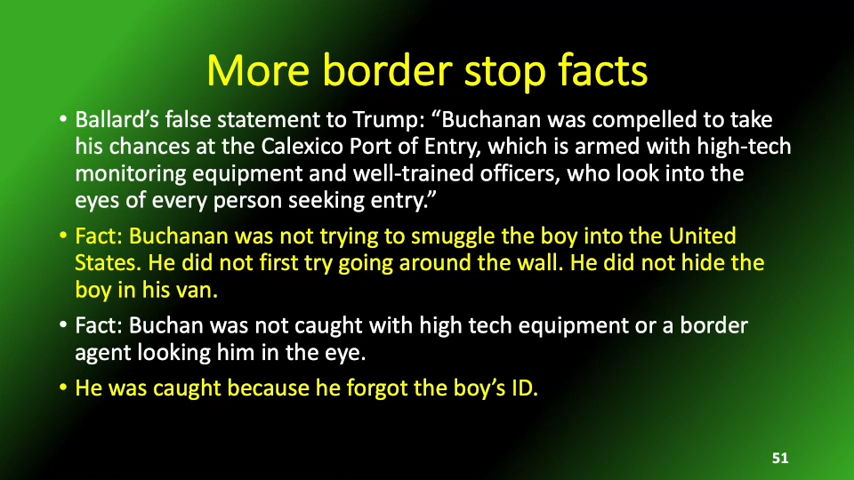 More border stop facts
• Ballard's false statement to Trump: “Buchanan was compelled to take
his chances at the Calexico Port of Entry, which is armed with high-tech
monitoring equipment and well-trained officers, who look into the
eyes of every person seeking entry.”
• Fact: Buchanan was not trying to smuggle the boy into the United
States. He did not first try going around the wall. He did not hide the
boy in his van.
• Fact: Buchan was not caught with high tech equipment or a border
agent looking him in the eye.
• He was caught because he forgot the boy's ID.
51